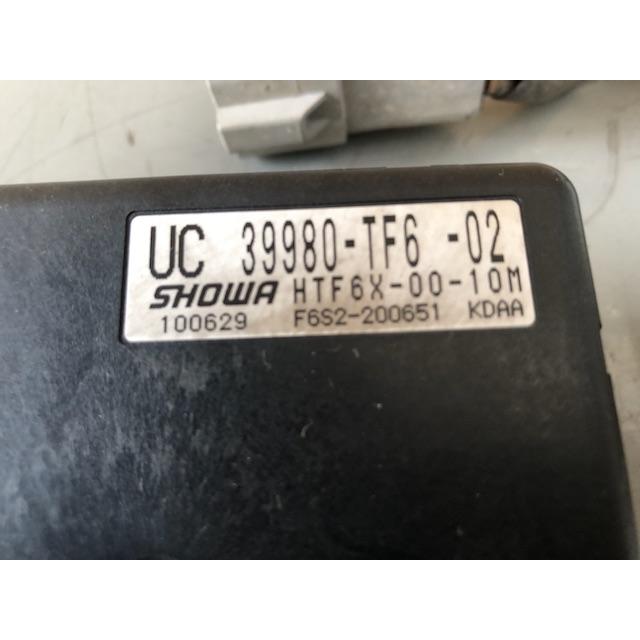 UC 39980-TF6 -02
SHOWA HTF6X-00-10M
100629 F6S2-200651 KDAA